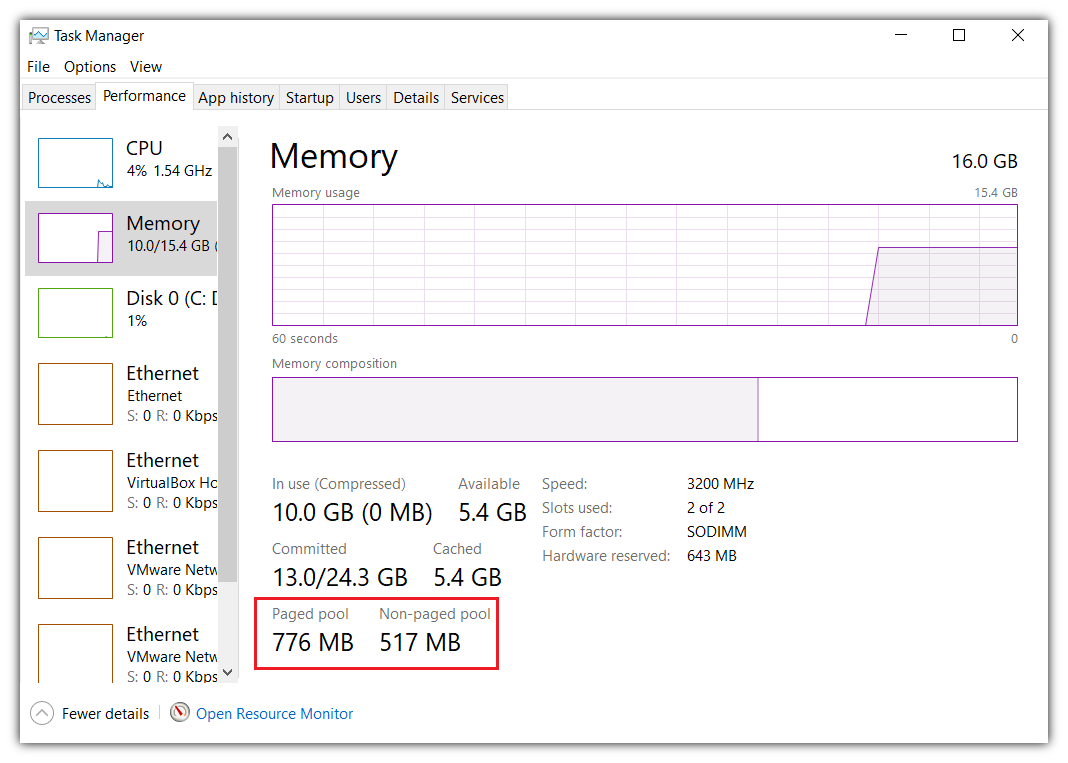 Task Manager
File Options View
Processes Performance App history Startup Users Details Services
CPU
4% 1.54 GHz
Memory
10.0/15.4 GB (
Disk 0 (C: D
1%
Ethernet
Ethernet
S: 0 R: 0 Kbps
Ethernet
VirtualBox Ho
S: 0 R: 0 Kbps
Ethernet
VMware Netw
S: 0 R: 0 Kbps
Ethernet
VMware Netw
S: 0 R: 0 Kbps
Memory 16.0 GB
Memory usage 15.4 GB
60 seconds 0
Memory composition
In use (Compressed) Available
10.0 GB (0 MB) 5.4 GB
Committed Cached
13.0/24.3 GB 5.4 GB
Paged pool Non-paged pool
776 MB 517 MB
Speed: 3200 MHz
Slots used: 2 of 2
Form factor: SODIMM
Hardware reserved: 643 MB
Fewer details Open Resource Monitor